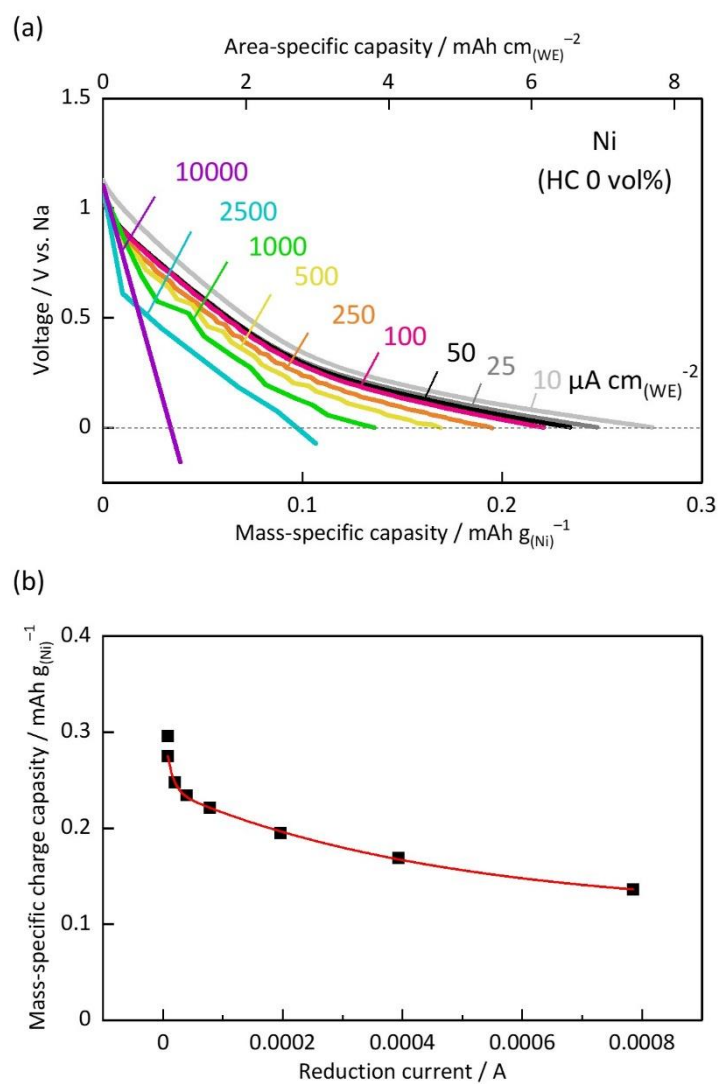 (a)
Area-specific capasity / mAh cm(WE)⁻²
0 2 4 6 8
1.5
1
0.5
0
Voltage / V vs. Na
Ni
(HC 0 vol%)
10000
2500
1000
500
250
100
50
25
10 μA cm(WE)⁻²
0 0.1 0.2 0.3
Mass-specific capasity / mAh g(Ni)⁻¹
(b)
Mass-specific charge capasity / mAh g(Ni)⁻¹
0.4
0.3
0.2
0.1
0
0 0.0002 0.0004 0.0006 0.0008
Reduction current / A